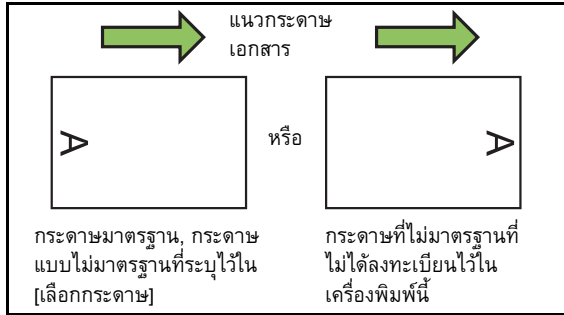 แนวกระดาษ
เอกสาร
A
หรือ
A
กระดาษมาตรฐาน, กระดาษ
แบบไม่มาตรฐานที่ระบุไว้ใน
[เลือกกระดาษ]
กระดาษที่ไม่มาตรฐานที่
ไม่ได้ลงทะเบียนไว้ใน
เครื่องพิมพ์นี้